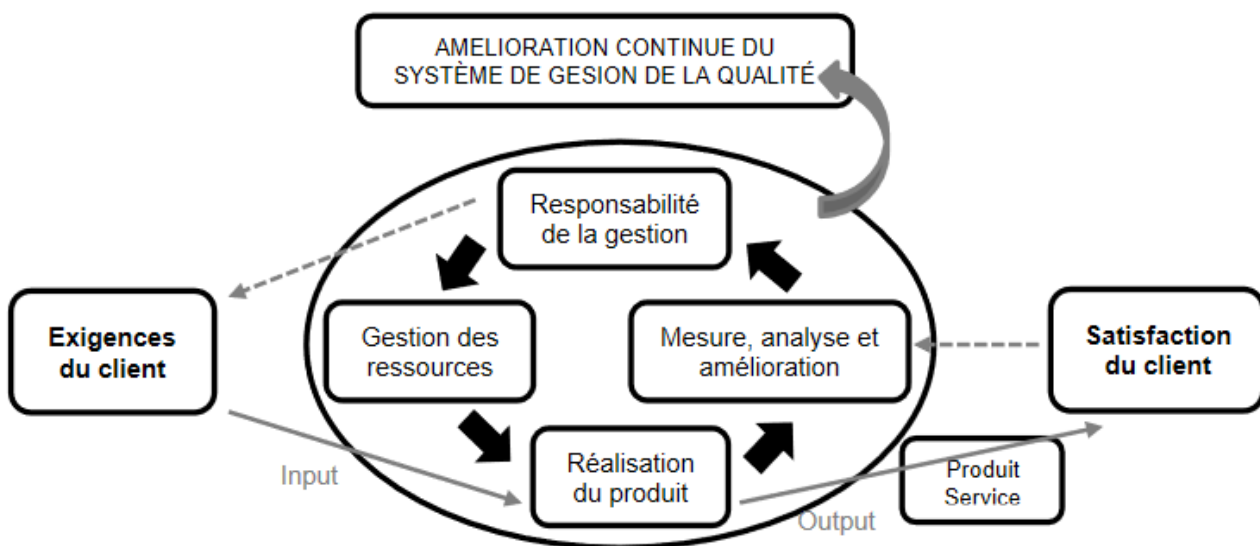 AMELIORATION CONTINUE DU
SYSTÈME DE GESION DE LA QUALITÉ
Responsabilité
de la gestion
Exigences
du client
Gestion des
ressources
Mesure, analyse et
amélioration
Satisfaction
du client
Input
Réalisation
du produit
Output
Produit
Service